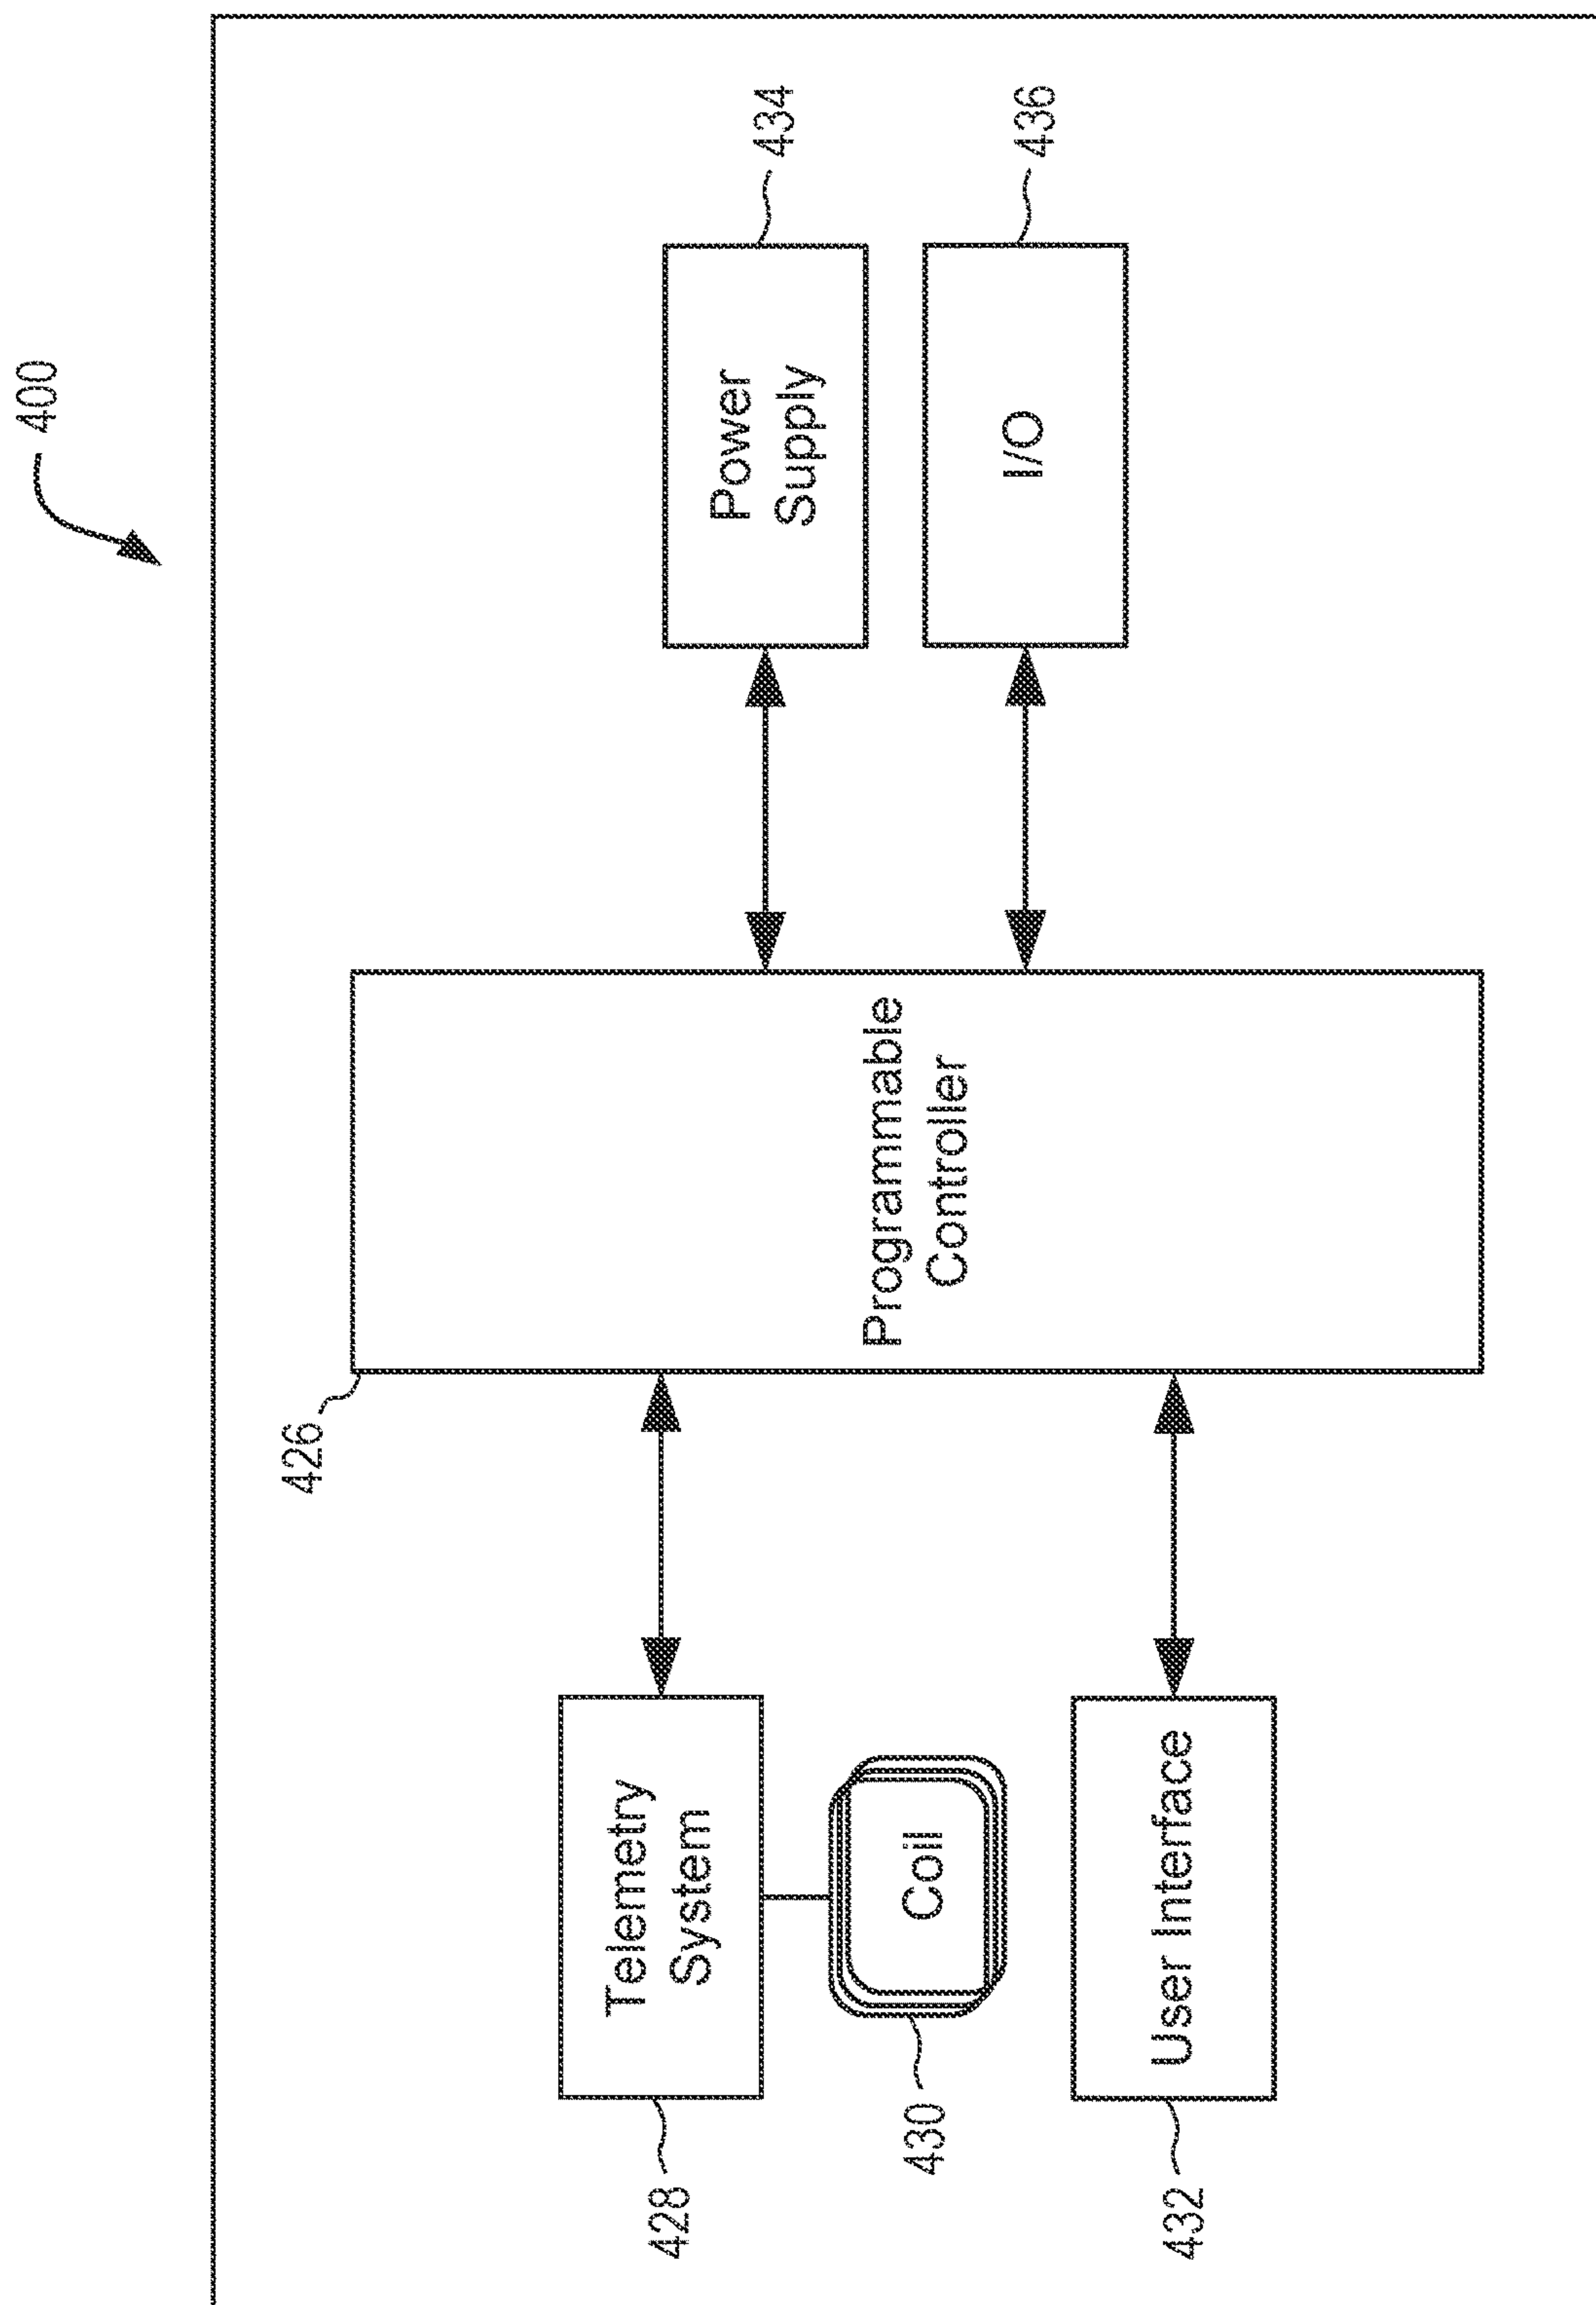 400
426
Programmable
Controller
428
Telemetry
System
430
Coil
432
User Interface
434
Power
Supply
436
I/O